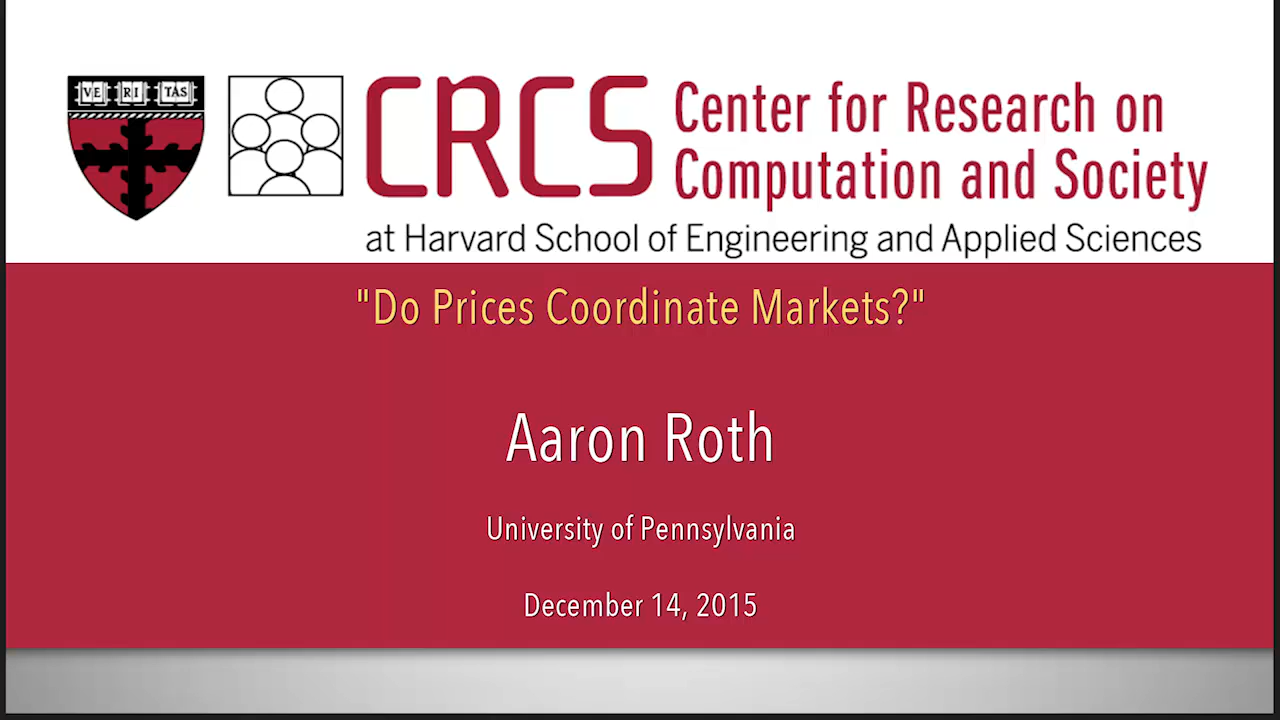 VE RI TAS
CRCS
Center for Research on
Computation and Society
at Harvard School of Engineering and Applied Sciences
"Do Prices Coordinate Markets?"
Aaron Roth
University of Pennsylvania
December 14, 2015